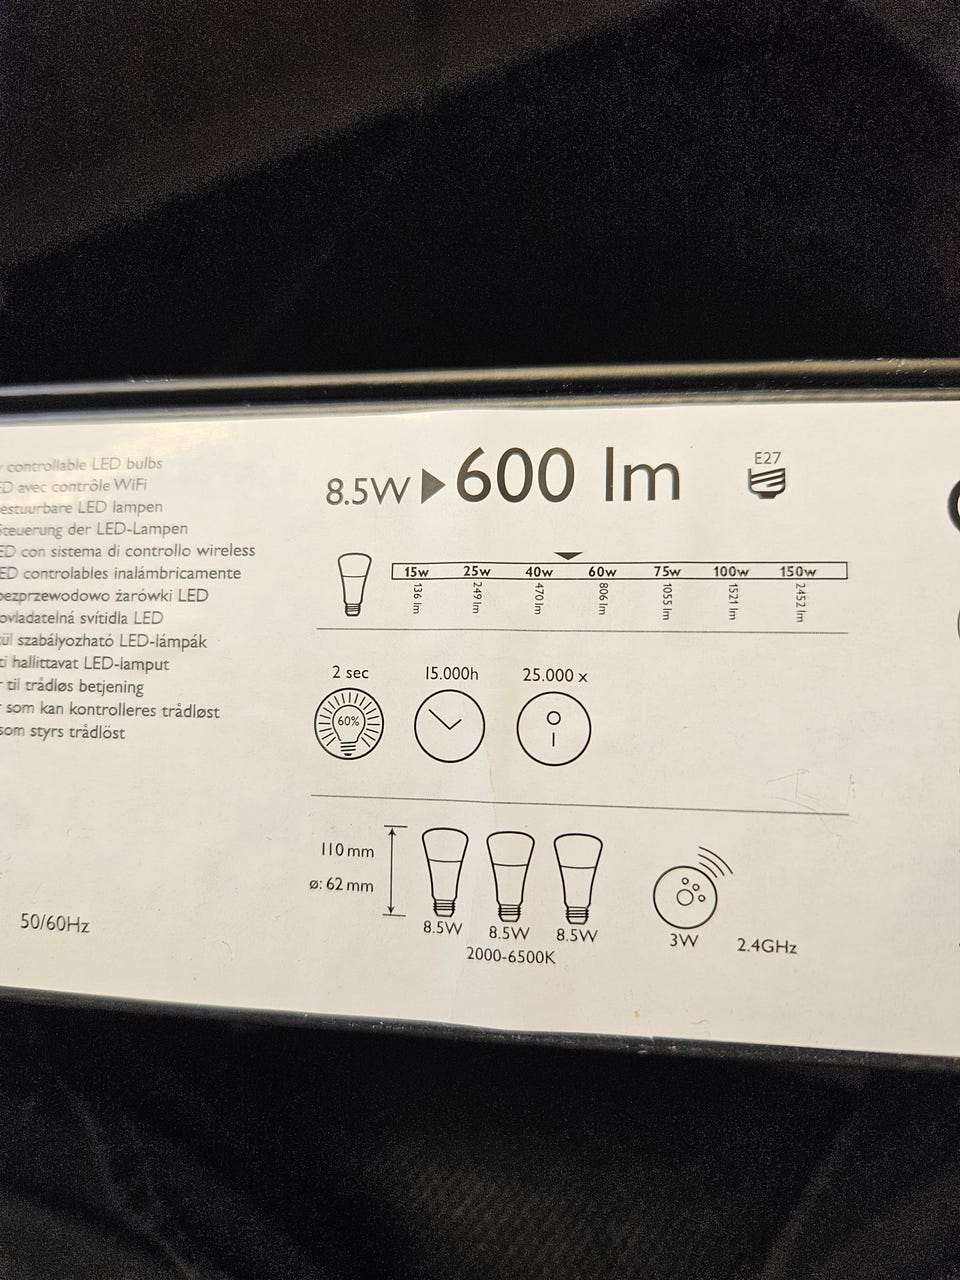 controllable LED bulbs
avec contrôle WiFi
LED lampen
der LED-Lampen
con sistema di controllo wireless
controlables inalámbricamente
bezprzewodowo żarówki LED
svítidla LED
szabályozható LED-lámpák
hallittavat LED-lamput
til trådløs betjening
som kan kontrolleres trådløst
som styrs trådlöst
50/60Hz
8.5W 600 lm
E27
15w 25w 40w 60w 75w 100w 150w
136 lm 249 lm 470 lm 806 lm 1055 lm 1521 lm 2452 lm
2 sec 15.000h 25.000 x
60%
110 mm
ø: 62 mm
8.5W 8.5W 8.5W
2000-6500K
3W 2.4GHz